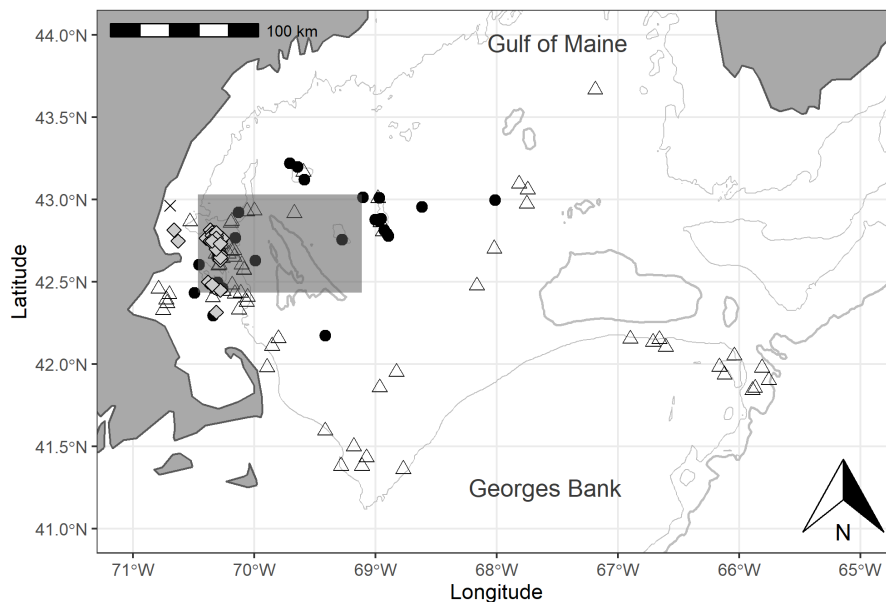 100 km
Gulf of Maine
Georges Bank
N
44.0°N
43.5°N
43.0°N
42.5°N
42.0°N
41.5°N
41.0°N
Latitude
71°W
70°W
69°W
68°W
67°W
66°W
65°W
Longitude